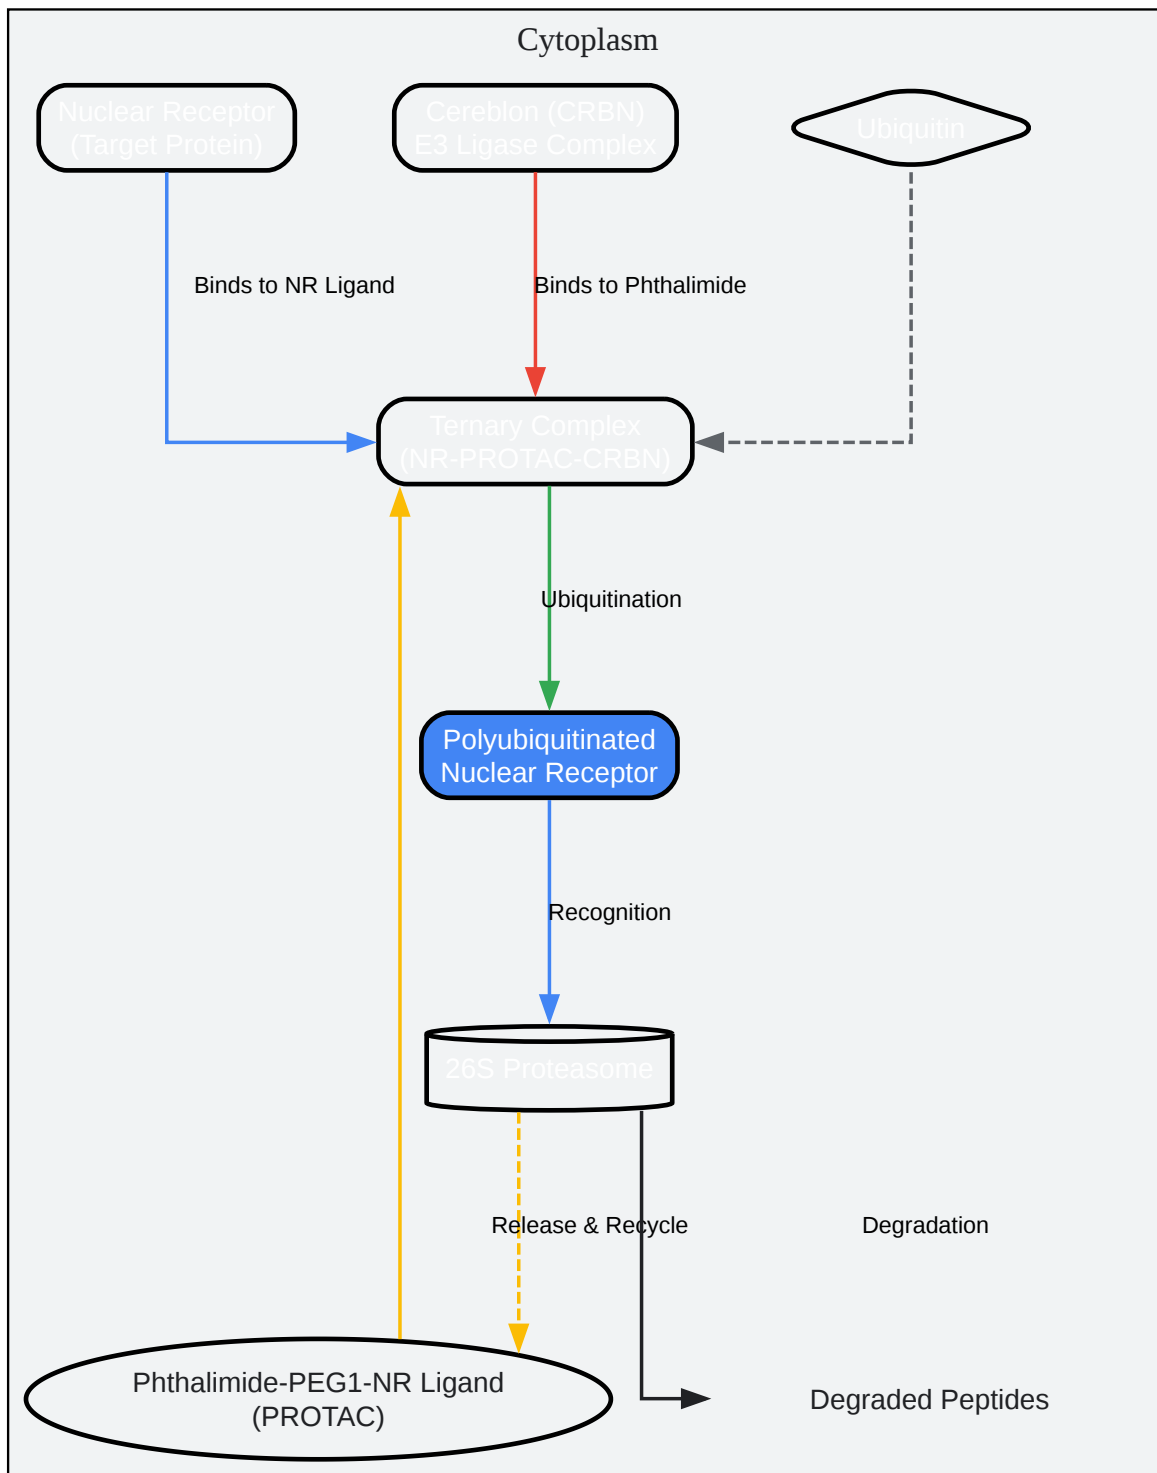 Cytoplasm
Nuclear Receptor
(Target Protein)
Cereblon (CRBN)
E3 Ligase Complex
Ubiquitin
Binds to NR Ligand
Binds to Phthalimide
Ternary Complex
(NR-PROTAC-CRBN)
Ubiquitination
Polyubiquitinated
Nuclear Receptor
Recognition
26S Proteasome
Release & Recycle
Degradation
Phthalimide-PEG1-NR Ligand
(PROTAC)
Degraded Peptides